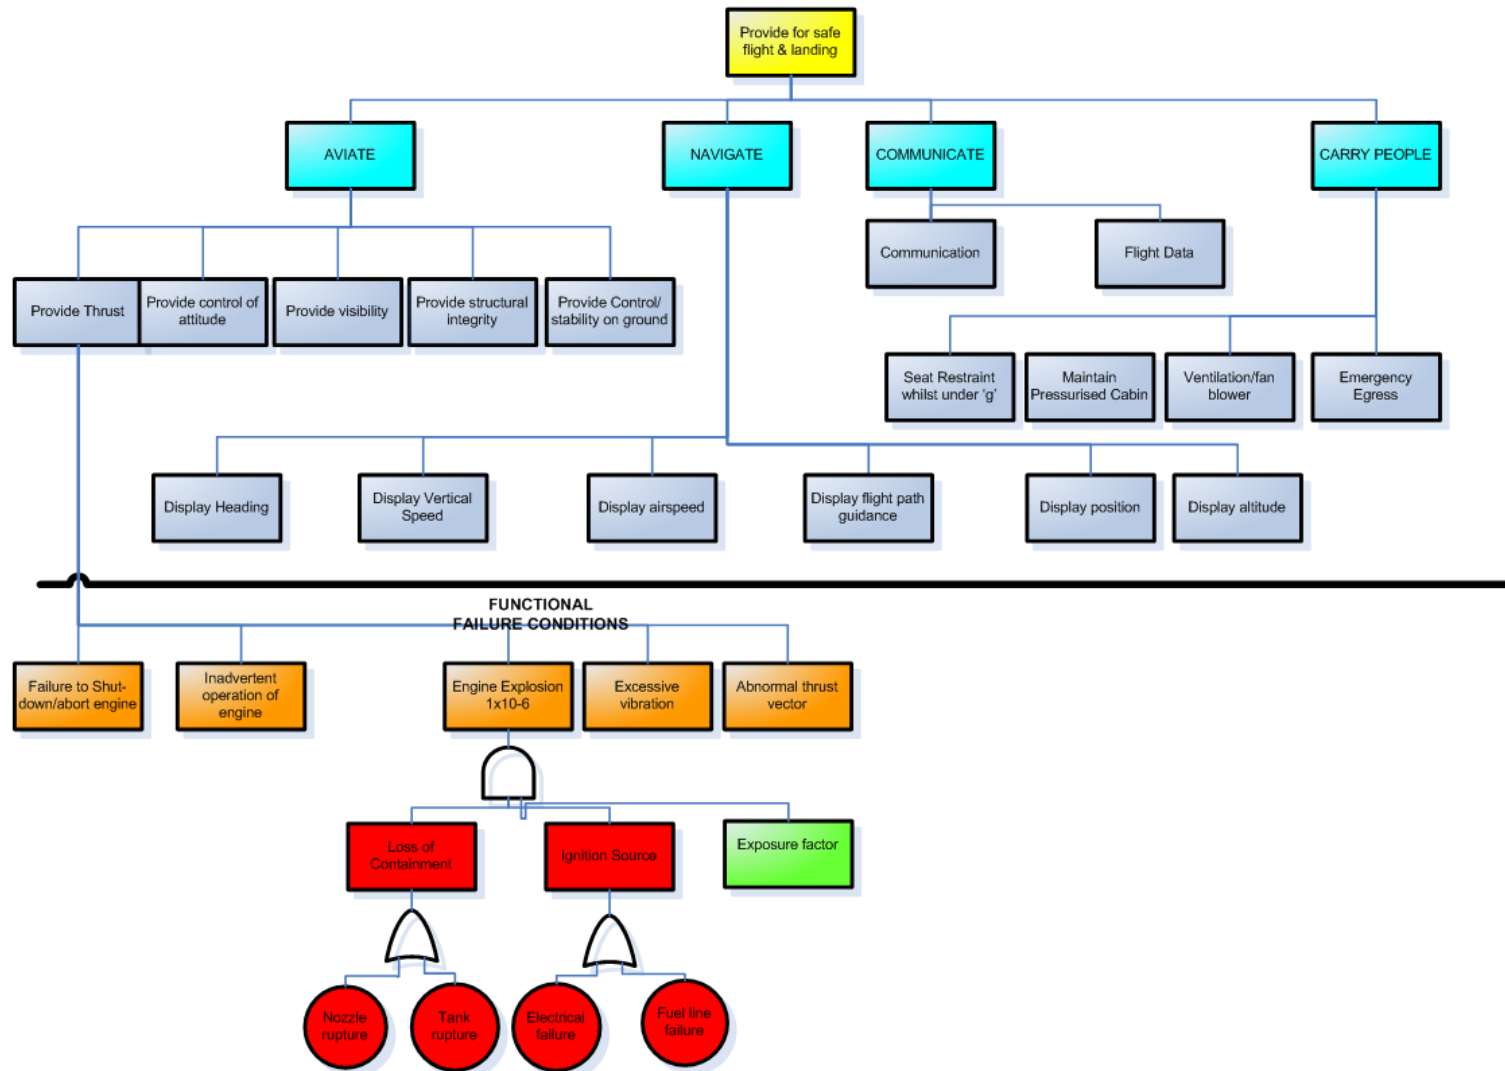 Provide for safe
flight & landing
AVIATE
NAVIGATE
COMMUNICATE
CARRY PEOPLE
Communication
Flight Data
Provide Thrust
Provide control of
attitude
Provide visibility
Provide structural
integrity
Provide Control/
stability on ground
Seat Restraint
whilst under 'g'
Maintain
Pressurised Cabin
Ventilation/fan
blower
Emergency
Egress
Display Heading
Display Vertical
Speed
Display airspeed
Display flight path
guidance
Display position
Display altitude
FUNCTIONAL
FAILURE CONDITIONS
Failure to Shut-
down/abort engine
Inadvertent
operation of
engine
Engine Explosion
1x10-6
Excessive
vibration
Abnormal thrust
vector
Loss of
Containment
Ignition Source
Exposure factor
Nozzle
rupture
Tank
rupture
Electrical
failure
Fuel line
failure